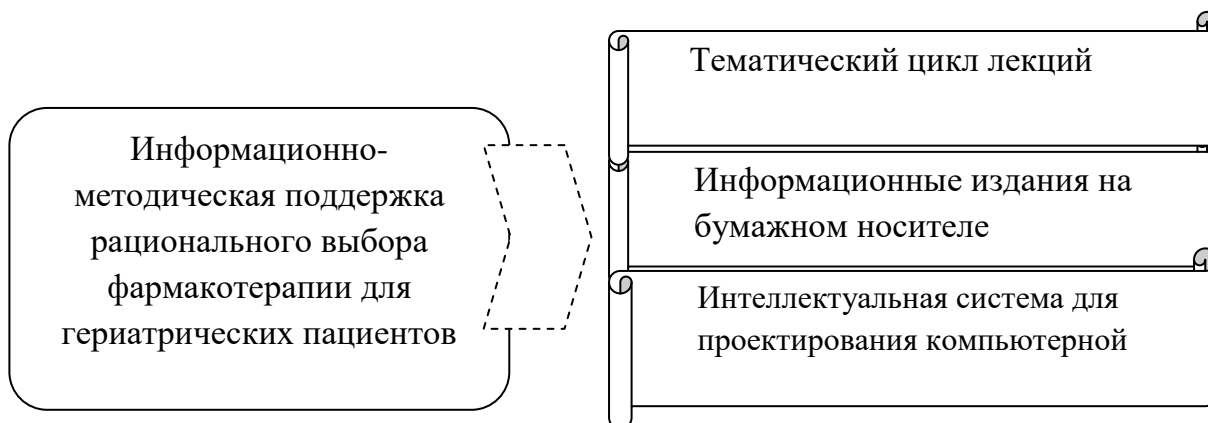 Информационно-
методическая поддержка
рационального выбора
фармакотерапии для
гериатрических пациентов
Тематический цикл лекций
Информационные издания на
бумажном носителе
Интеллектуальная система для
проектирования компьютерной